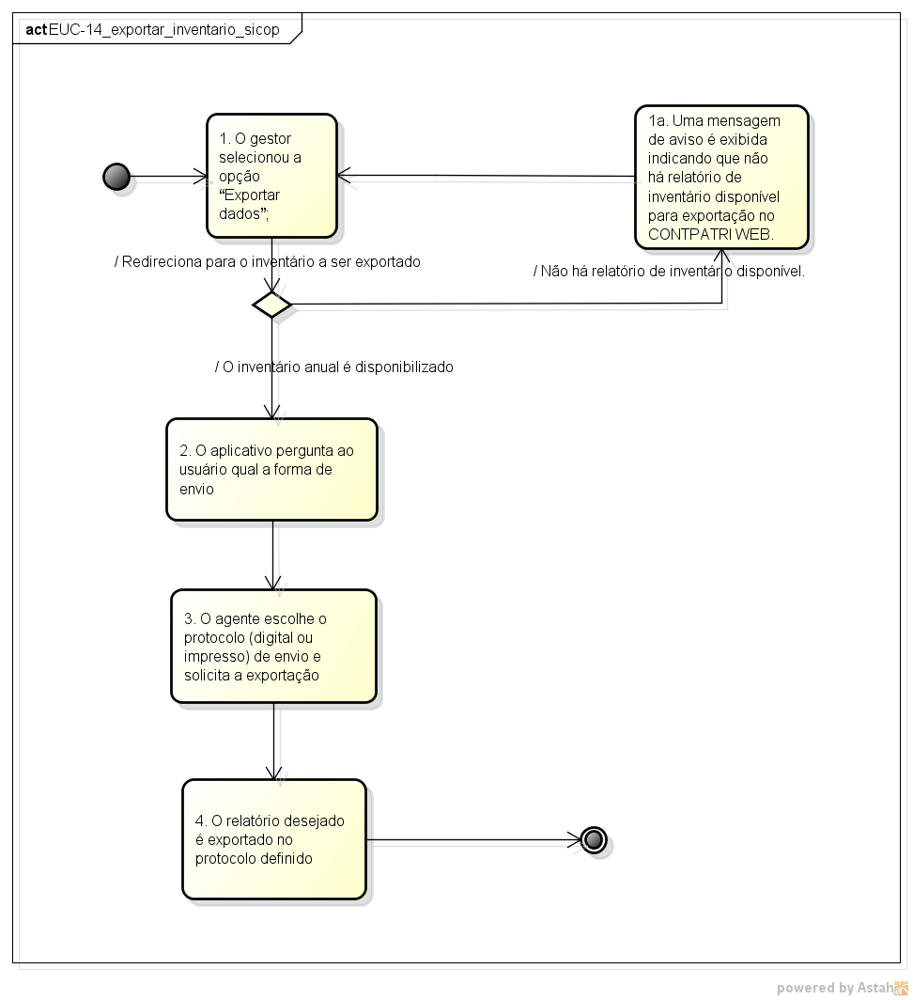 act EUC-14_exportar_inventario_sicop
1. O gestor
selecionou a
opção
“Exportar
dados”;
1a. Uma mensagem
de aviso é exibida
indicando que não
há relatório de
inventário disponível
para exportação no
CONTPATRI WEB.
/ Redireciona para o inventário a ser exportado
/ Não há relatório de inventário disponível.
/ O inventário anual é disponibilizado
2. O aplicativo pergunta ao
usuário qual a forma de
envio
3. O agente escolhe o
protocolo (digital ou
impresso) de envio e
solicita a exportação
4. O relatório desejado
é exportado no
protocolo definido
powered by Astah